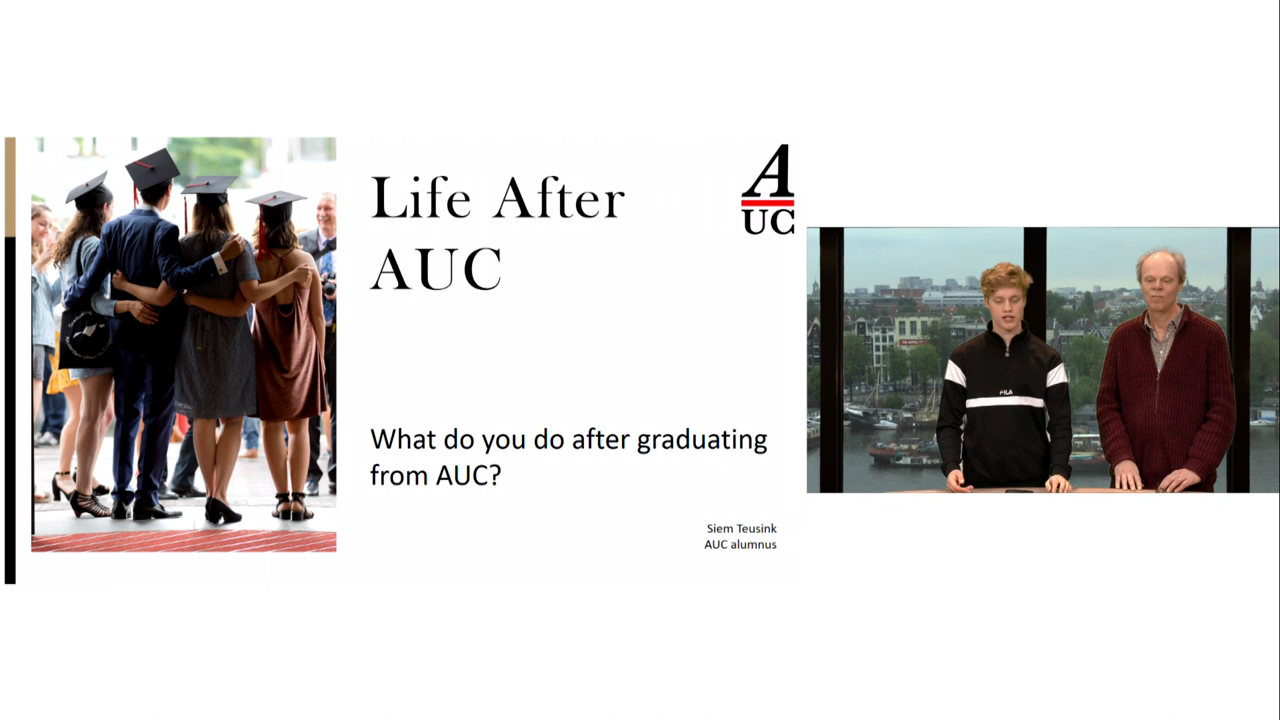 Life After
AUC
A
UC
What do you do after graduating
from AUC?
Siem Teusink
AUC alumnus
FILA